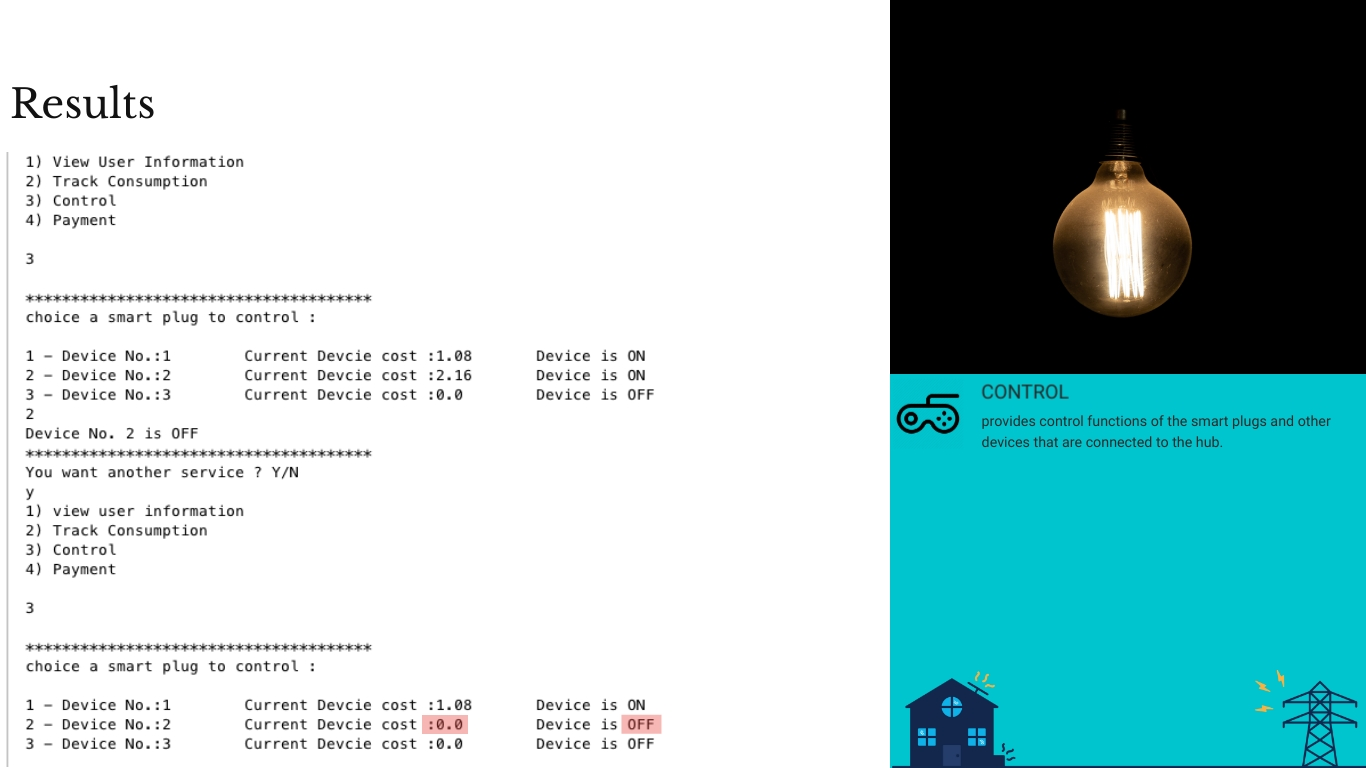 Results
1) View User Information
2) Track Consumption
3) Control
4) Payment
3
**************************************
choice a smart plug to control :
1 – Device No.:1 Current Devcie cost :1.08 Device is ON
2 – Device No.:2 Current Devcie cost :2.16 Device is ON
3 – Device No.:3 Current Devcie cost :0.0 Device is OFF
2
Device No. 2 is OFF
**************************************
You want another service ? Y/N
y
1) view user information
2) Track Consumption
3) Control
4) Payment
3
**************************************
choice a smart plug to control :
1 – Device No.:1 Current Devcie cost :1.08 Device is ON
2 – Device No.:2 Current Devcie cost :0.0 Device is OFF
3 – Device No.:3 Current Devcie cost :0.0 Device is OFF
CONTROL
provides control functions of the smart plugs and other
devices that are connected to the hub.